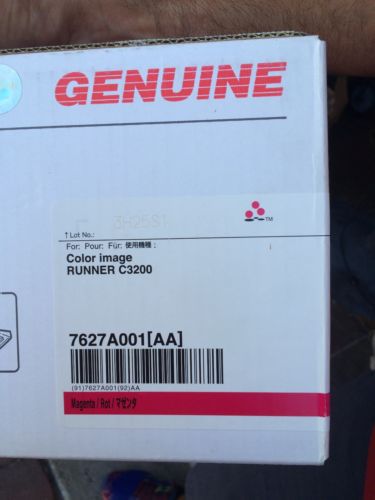 GENUINE
3H25S1
↑ Lot No.:
For: Pour: Für: 使用機種:
Color image
RUNNER C3200
TM
7627A001[AA]
(91)7627A001(92)AA
Magenta / Rot / マゼンタ